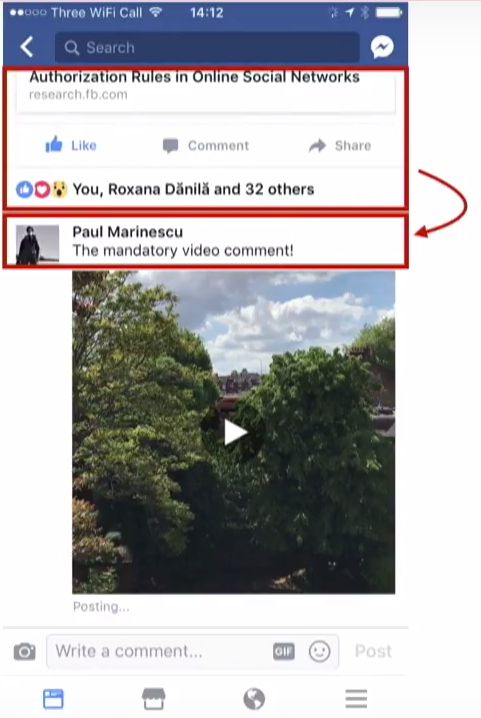 Three WiFi Call 14:12
Search
Authorization Rules in Online Social Networks
research.fb.com
Like Comment Share
You, Roxana Dănilă and 32 others
Paul Marinescu
The mandatory video comment!
Posting...
Write a comment... GIF Post